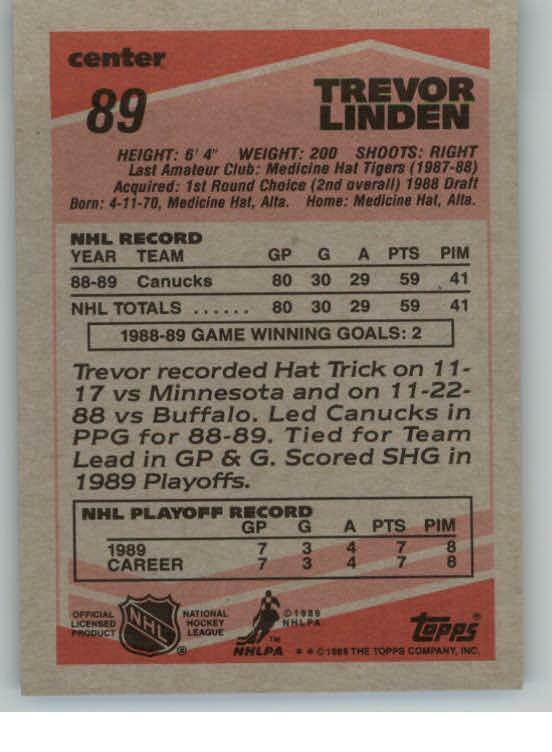 center
89
TREVOR
LINDEN
HEIGHT: 6' 4" WEIGHT: 200 SHOOTS: RIGHT
Last Amateur Club: Medicine Hat Tigers (1987-88)
Acquired: 1st Round Choice (2nd overall) 1988 Draft
Born: 4-11-70, Medicine Hat, Alta. Home: Medicine Hat, Alta.
NHL RECORD
YEAR TEAM GP G A PTS PIM
88-89 Canucks 80 30 29 59 41
NHL TOTALS ...... 80 30 29 59 41
1988-89 GAME WINNING GOALS: 2
Trevor recorded Hat Trick on 11-
17 vs Minnesota and on 11-22-
88 vs Buffalo. Led Canucks in
PPG for 88-89. Tied for Team
Lead in GP & G. Scored SHG in
1989 Playoffs.
NHL PLAYOFF RECORD
GP G A PTS PIM
1989 7 3 4 7 8
CAREER 7 3 4 7 8
OFFICIAL
LICENSED
PRODUCT
NHL
®
NATIONAL
HOCKEY
LEAGUE
© 1989
NHLPA
™
NHLPA
topps®
* * © 1989 THE TOPPS COMPANY, INC.